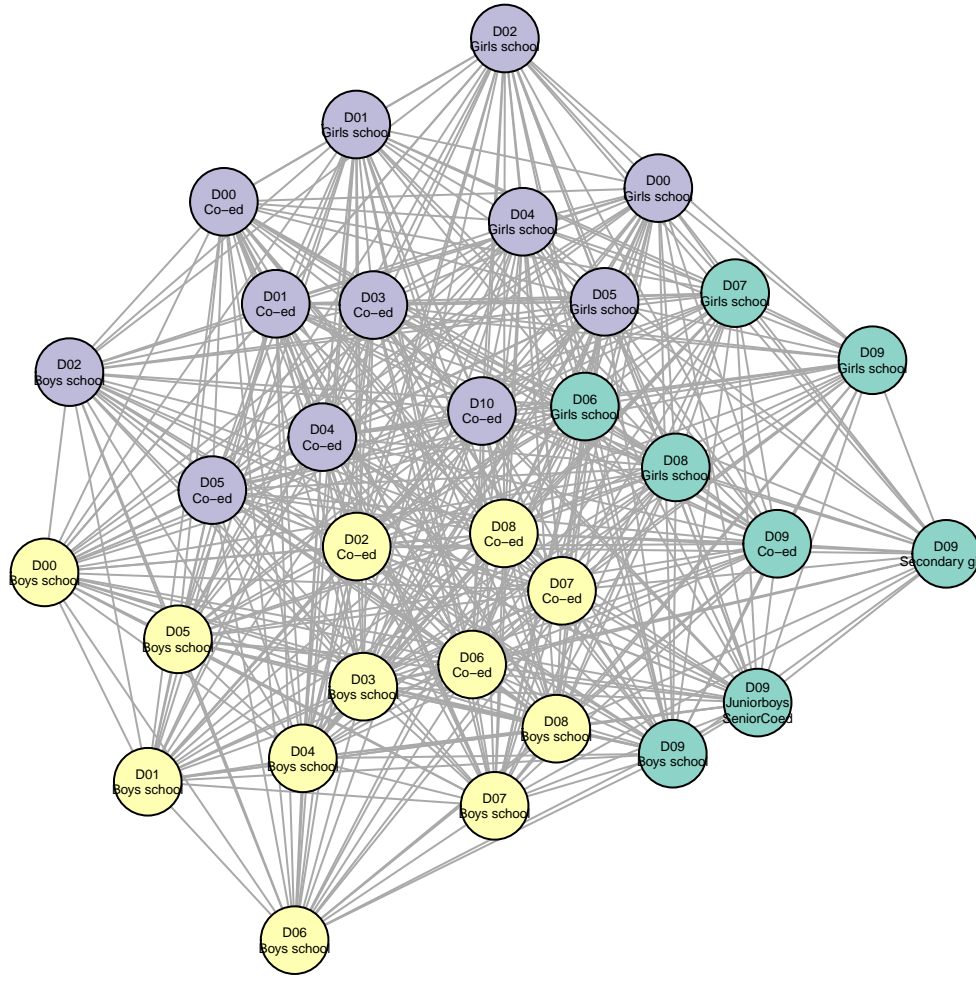 D02
Girls school
D01
Girls school
D00
Co−ed
D04
Girls school
D00
Girls school
D01
Co−ed
D03
Co−ed
D05
Girls school
D07
Girls school
D02
Boys school
D09
Girls school
D04
Co−ed
D10
Co−ed
D06
Girls school
D05
Co−ed
D08
Girls school
D00
Boys school
D02
Co−ed
D08
Co−ed
D09
Co−ed
D09
Secondary g
D07
Co−ed
D05
Boys school
D03
Boys school
D06
Co−ed
D09
Juniorboys
SeniorCoed
D01
Boys school
D04
Boys school
D08
Boys school
D09
Boys school
D07
Boys school
D06
Boys school